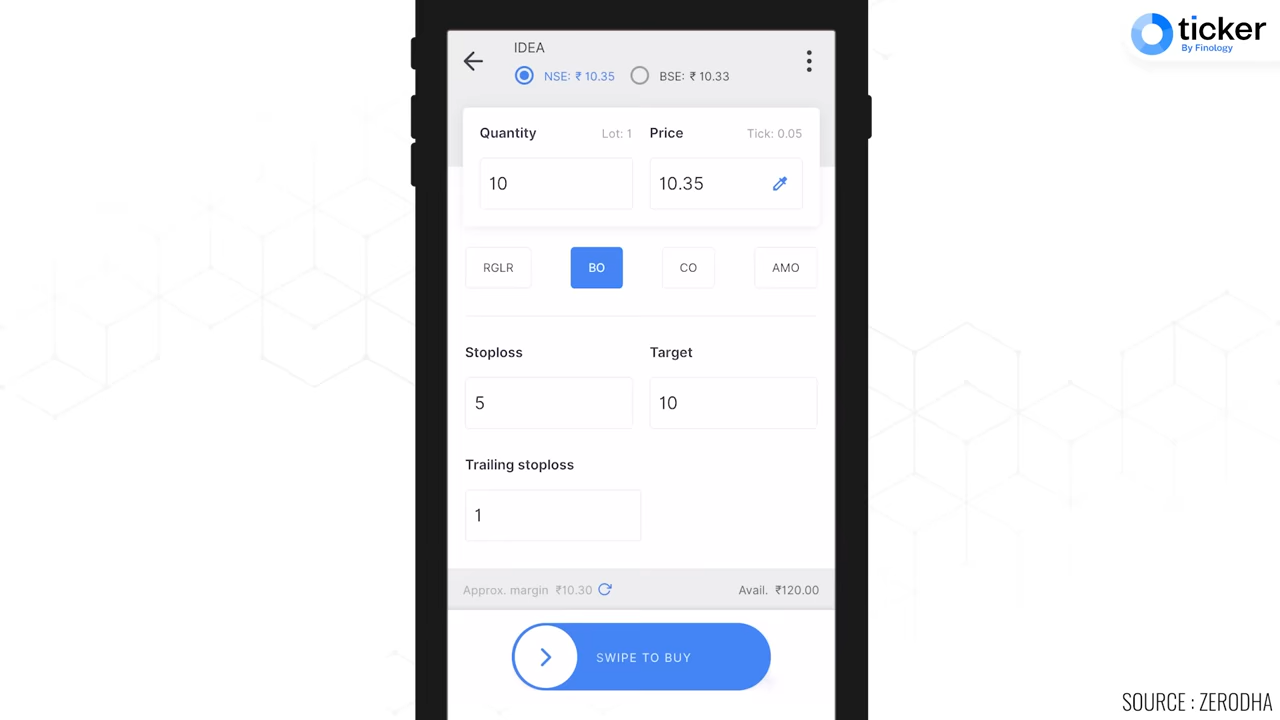 ticker
By Finology
IDEA
NSE: ₹ 10.35 BSE: ₹ 10.33
Quantity Lot: 1 Price Tick: 0.05
10 10.35
RGLR BO CO AMO
Stoploss Target
5 10
Trailing stoploss
1
Approx. margin ₹10.30 Avail. ₹120.00
SWIPE TO BUY
SOURCE : ZERODHA